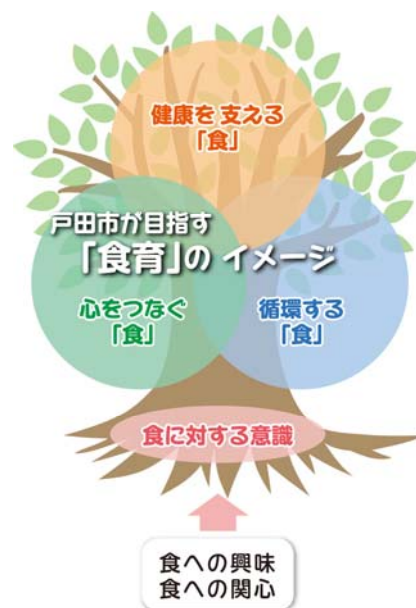 健康を支える
「食」
戸田市が目指す
「食育」のイメージ
心をつなぐ
「食」
循環する
「食」
食に対する意識
食への興味
食への関心